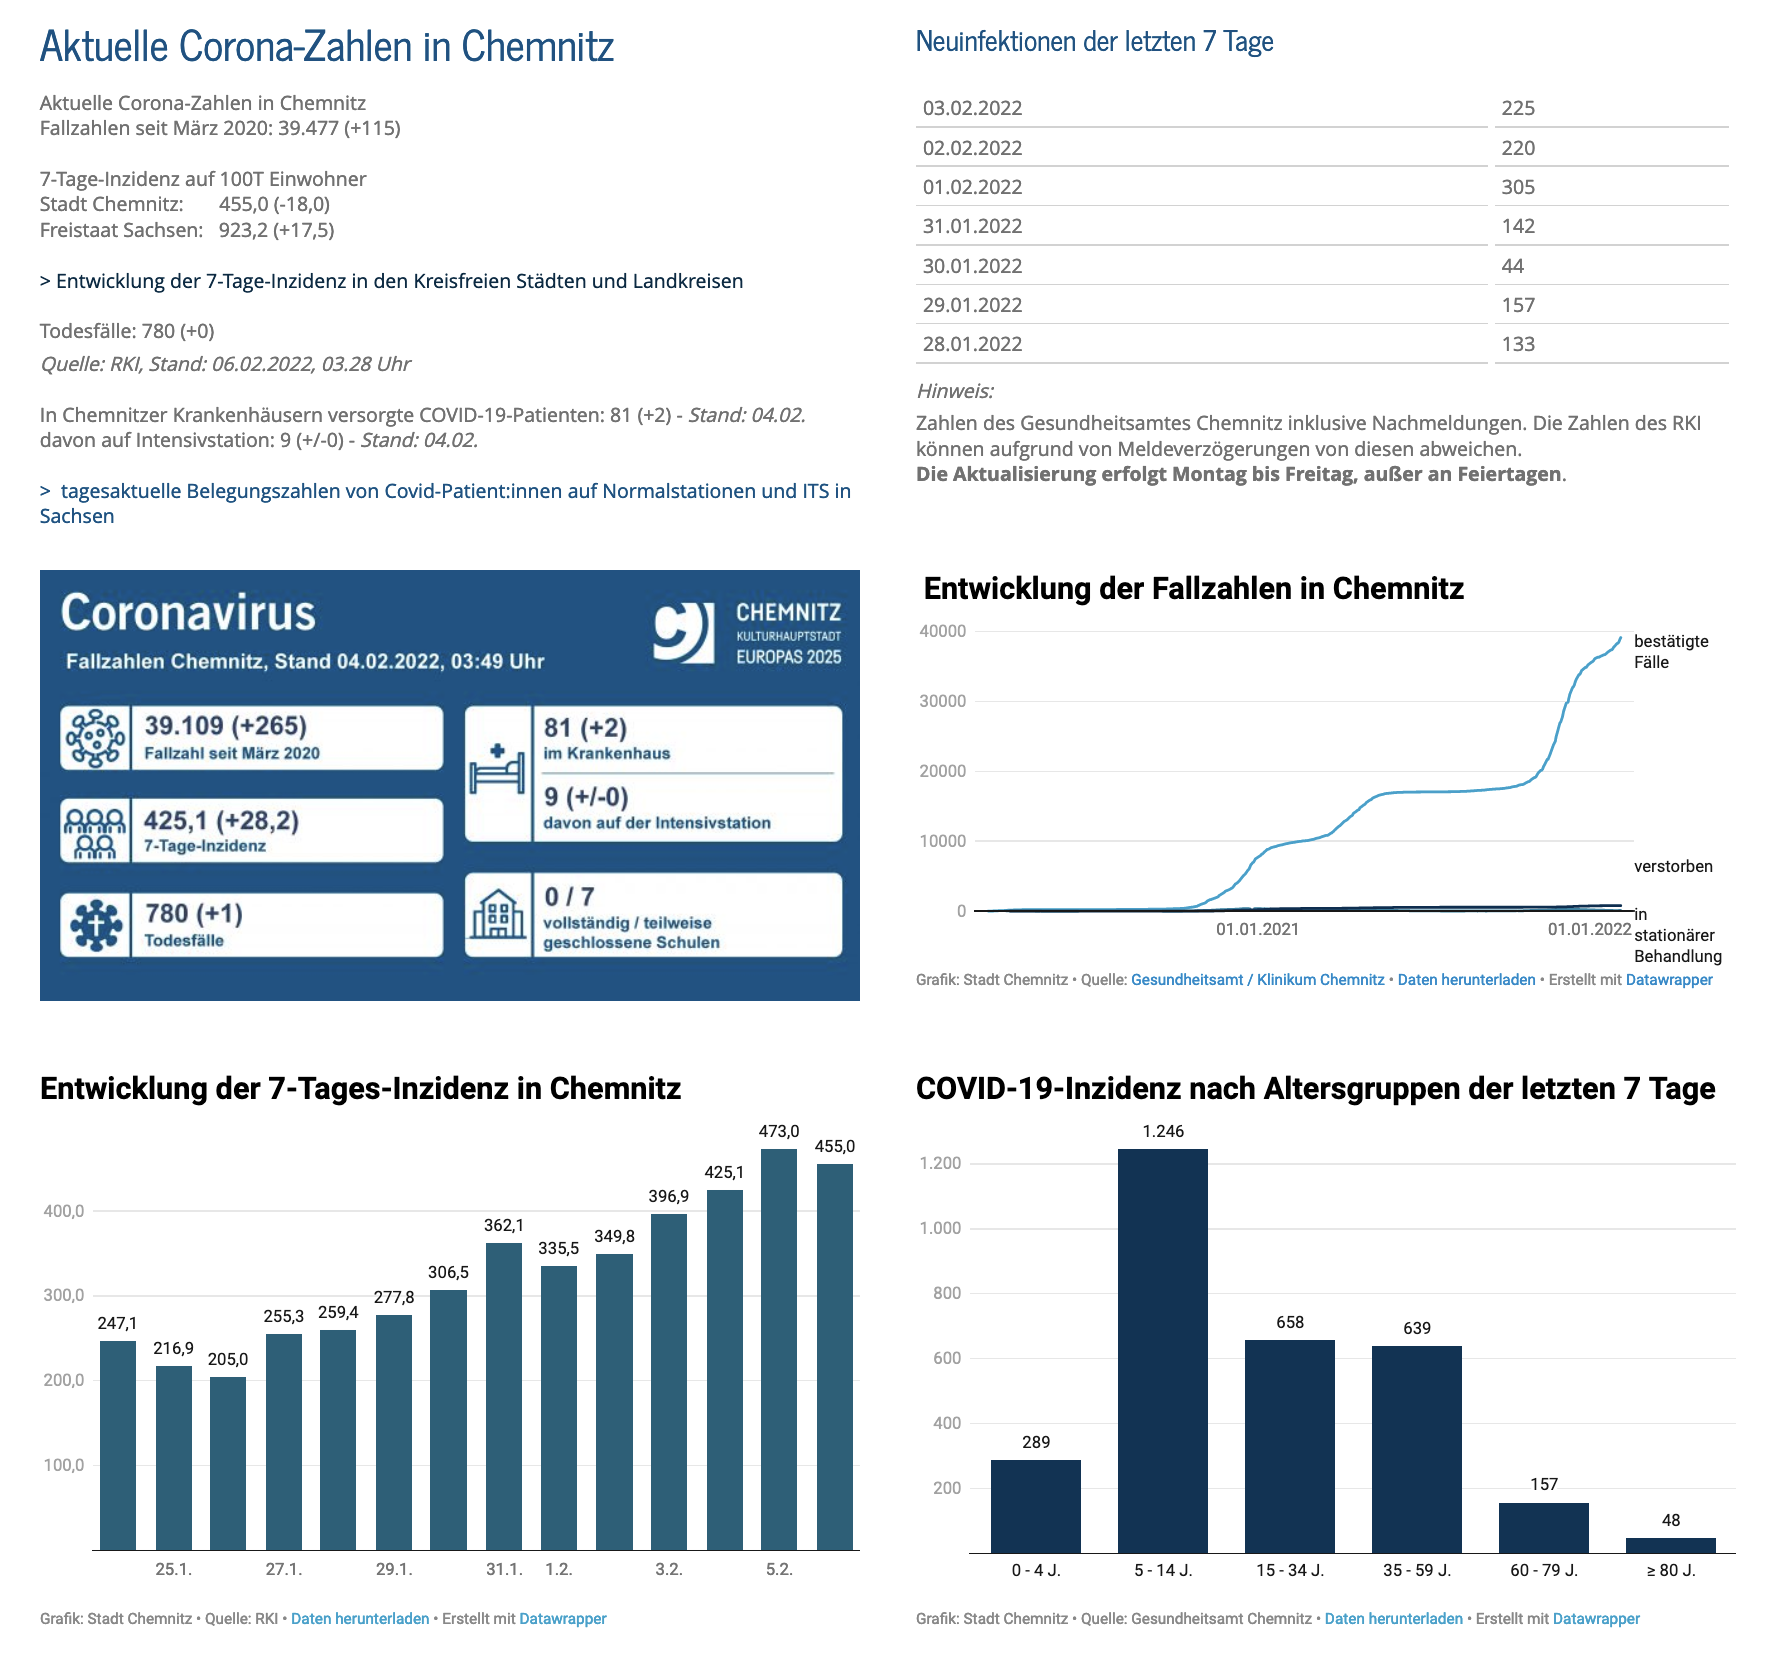 Aktuelle Corona-Zahlen in Chemnitz
Aktuelle Corona-Zahlen in Chemnitz
Fallzahlen seit März 2020: 39.477 (+115)
7-Tage-Inzidenz auf 100T Einwohner
Stadt Chemnitz: 455,0 (-18,0)
Freistaat Sachsen: 923,2 (+17,5)
> Entwicklung der 7-Tage-Inzidenz in den Kreisfreien Städten und Landkreisen
Todesfälle: 780 (+0)
Quelle: RKI, Stand: 06.02.2022, 03.28 Uhr
In Chemnitzer Krankenhäusern versorgte COVID-19-Patienten: 81 (+2) - Stand: 04.02.
davon auf Intensivstation: 9 (+/-0) - Stand: 04.02.
> tagesaktuelle Belegungszahlen von Covid-Patient:innen auf Normalstationen und ITS in
Sachsen
Neuinfektionen der letzten 7 Tage
03.02.2022 225
02.02.2022 220
01.02.2022 305
31.01.2022 142
30.01.2022 44
29.01.2022 157
28.01.2022 133
Hinweis:
Zahlen des Gesundheitsamtes Chemnitz inklusive Nachmeldungen. Die Zahlen des RKI
können aufgrund von Meldeverzögerungen von diesen abweichen.
Die Aktualisierung erfolgt Montag bis Freitag, außer an Feiertagen.
Coronavirus
CHEMNITZ
KULTURHAUPTSTADT
EUROPAS 2025
Fallzahlen Chemnitz, Stand 04.02.2022, 03:49 Uhr
39.109 (+265)
Fallzahl seit März 2020
425,1 (+28,2)
7-Tage-Inzidenz
780 (+1)
Todesfälle
81 (+2)
im Krankenhaus
9 (+/-0)
davon auf der Intensivstation
0 / 7
vollständig / teilweise
geschlossene Schulen
Entwicklung der Fallzahlen in Chemnitz
40000
30000
20000
10000
0
bestätigte
Fälle
verstorben
in
stationärer
Behandlung
01.01.2021 01.01.2022
Grafik: Stadt Chemnitz • Quelle: Gesundheitsamt / Klinikum Chemnitz • Daten herunterladen • Erstellt mit Datawrapper
Entwicklung der 7-Tages-Inzidenz in Chemnitz
400,0
300,0
200,0
100,0
247,1
216,9
205,0
255,3
259,4
277,8
306,5
362,1
335,5
349,8
396,9
425,1
473,0
455,0
25.1. 27.1. 29.1. 31.1. 1.2. 3.2. 5.2.
Grafik: Stadt Chemnitz • Quelle: RKI • Daten herunterladen • Erstellt mit Datawrapper
COVID-19-Inzidenz nach Altersgruppen der letzten 7 Tage
1.200
1.000
800
600
400
200
289
1.246
658
639
157
48
0 - 4 J. 5 - 14 J. 15 - 34 J. 35 - 59 J. 60 - 79 J. ≥ 80 J.
Grafik: Stadt Chemnitz • Quelle: Gesundheitsamt Chemnitz • Daten herunterladen • Erstellt mit Datawrapper